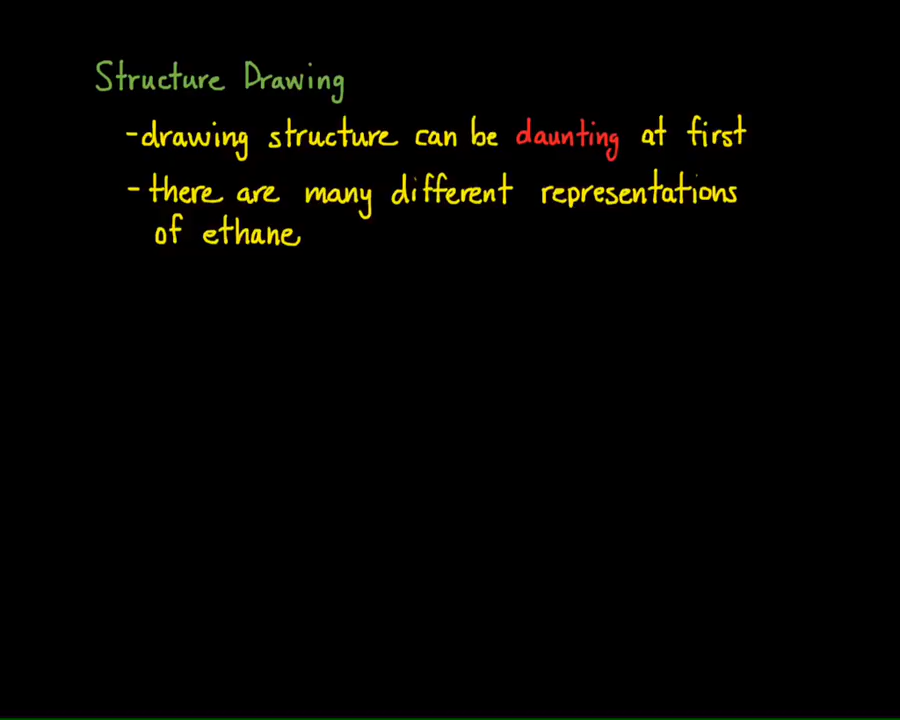 Structure Drawing
-drawing structure can be daunting at first
-there are many different representations
of ethane